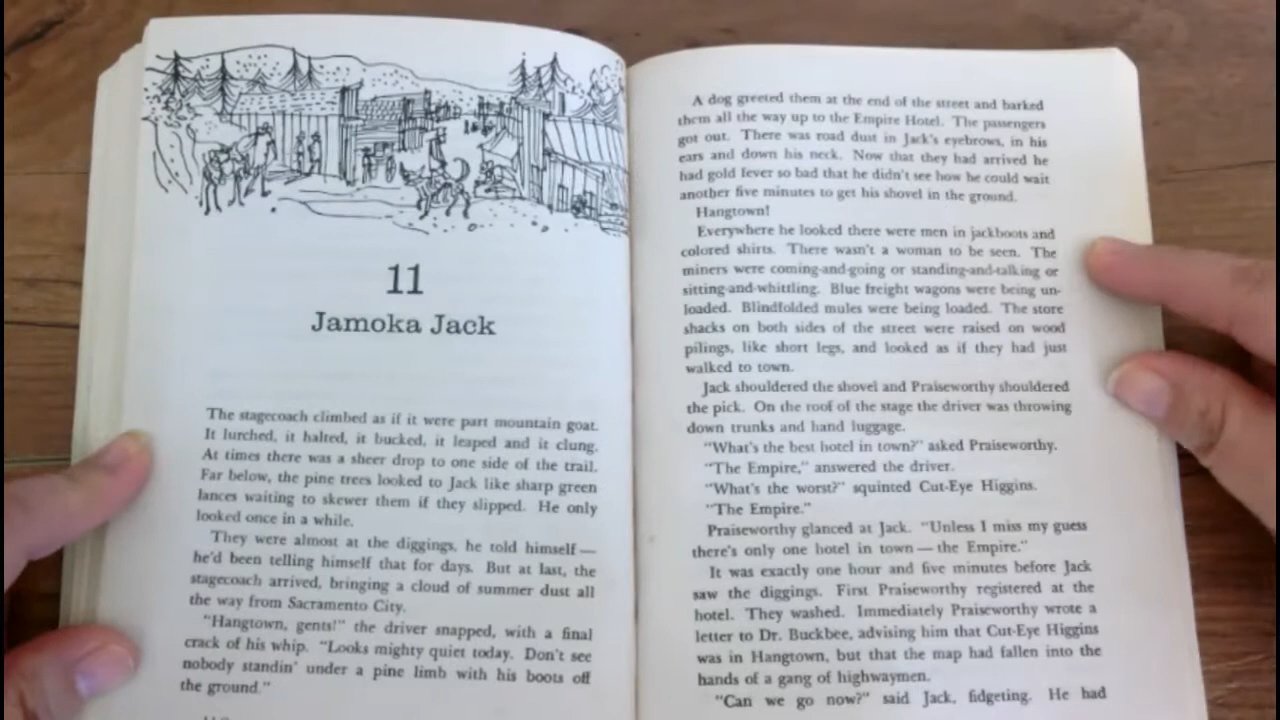 11
Jamoka Jack
The stagecoach climbed as if it were part mountain goat.
It lurched, it halted, it bucked, it leaped and it clung.
At times there was a sheer drop to one side of the trail.
Far below, the pine trees looked to Jack like sharp green
lances waiting to skewer them if they slipped. He only
looked once in a while.
They were almost at the diggings, he told himself —
he'd been telling himself that for days. But at last, the
stagecoach arrived, bringing a cloud of summer dust all
the way from Sacramento City.
"Hangtown, gents!" the driver snapped, with a final
crack of his whip. "Looks mighty quiet today. Don't see
nobody standin' under a pine limb with his boots off
the ground."
A dog greeted them at the end of the street and barked
them all the way up to the Empire Hotel. The passengers
got out. There was road dust in Jack's eyebrows, in his
ears and down his neck. Now that they had arrived he
had gold fever so bad that he didn't see how he could wait
another five minutes to get his shovel in the ground.
Hangtown!
Everywhere he looked there were men in jackboots and
colored shirts. There wasn't a woman to be seen. The
miners were coming-and-going or standing-and-talking or
sitting-and-whittling. Blue freight wagons were being un-
loaded. Blindfolded mules were being loaded. The store
shacks on both sides of the street were raised on wood
pilings, like short legs, and looked as if they had just
walked to town.
Jack shouldered the shovel and Praiseworthy shouldered
the pick. On the roof of the stage the driver was throwing
down trunks and hand luggage.
"What's the best hotel in town?" asked Praiseworthy.
"The Empire," answered the driver.
"What's the worst?" squinted Cut-Eye Higgins.
"The Empire."
Praiseworthy glanced at Jack. "Unless I miss my guess
there's only one hotel in town — the Empire."
It was exactly one hour and five minutes before Jack
saw the diggings. First Praiseworthy registered at the
hotel. They washed. Immediately Praiseworthy wrote a
letter to Dr. Buckbee, advising him that Cut-Eye Higgins
was in Hangtown, but that the map had fallen into the
hands of a gang of highwaymen.
"Can we go now?" said Jack, fidgeting. He had